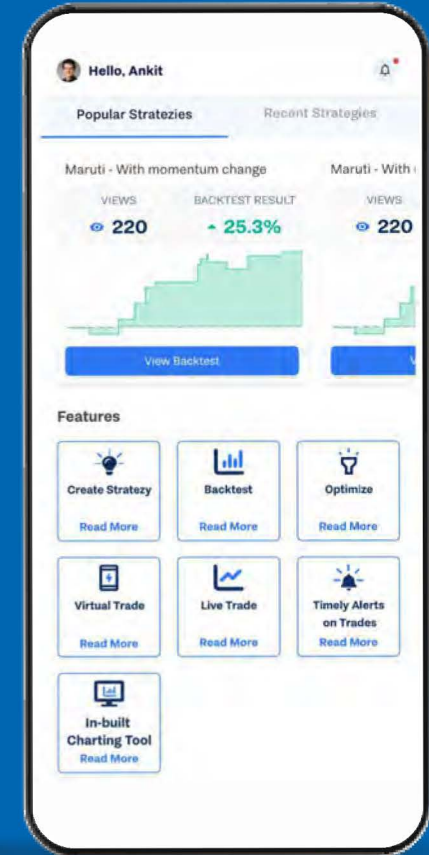 Hello, Ankit
Popular Stratezies Recent Strategies
Maruti - With momentum change Maruti - With
VIEWS BACKTEST RESULT VIEWS
220 25.3% 220
View Backtest
Features
Create Stratezy Backtest Optimize
Read More Read More Read More
Virtual Trade Live Trade Timely Alerts
on Trades
Read More Read More Read More
In-built
Charting Tool
Read More